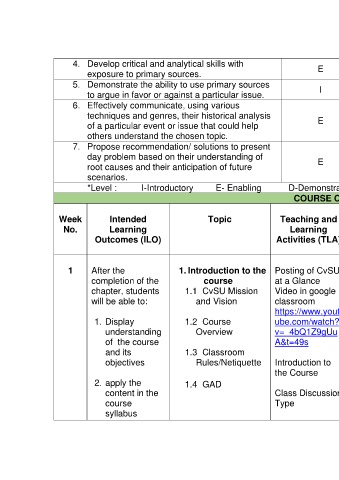 4. Develop critical and analytical skills with
exposure to primary sources.
E
5. Demonstrate the ability to use primary sources
to argue in favor or against a particular issue.
I
6. Effectively communicate, using various
techniques and genres, their historical analysis
of a particular event or issue that could help
others understand the chosen topic.
E
7. Propose recommendation/ solutions to present
day problem based on their understanding of
root causes and their anticipation of future
scenarios.
E
*Level : I-Introductory E- Enabling D-Demonstra
COURSE C
Week
No.
Intended
Learning
Outcomes (ILO)
Topic
Teaching and
Learning
Activities (TLA
1
After the
completion of the
chapter, students
will be able to:
1. Display
understanding
of the course
and its
objectives
2. apply the
content in the
course
syllabus
1. Introduction to the
course
1.1 CvSU Mission
and Vision
1.2 Course
Overview
1.3 Classroom
Rules/Netiquette
1.4 GAD
Posting of CvSU
at a Glance
Video in google
classroom
https://www.yout
ube.com/watch?
v=_4bQ1Z9gUu
A&t=49s
Introduction to
the Course
Class Discussion
Type